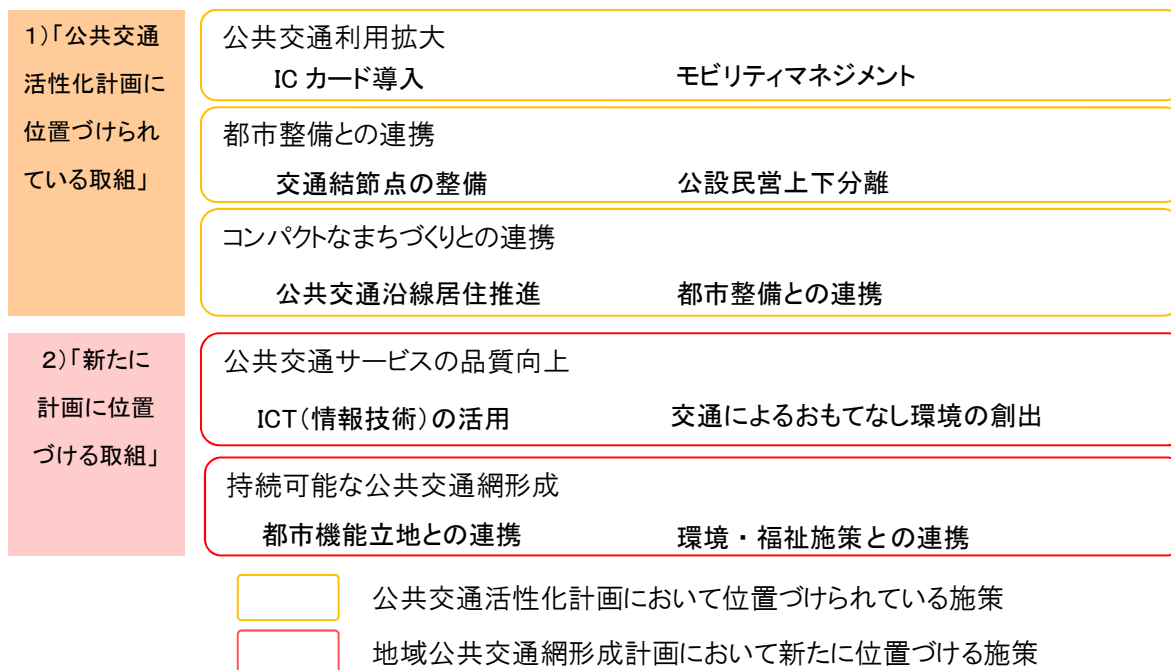 1)「公共交通
活性化計画に
位置づけられ
ている取組」
公共交通利用拡大
IC カード導入 モビリティマネジメント
都市整備との連携
交通結節点の整備 公設民営上下分離
コンパクトなまちづくりとの連携
公共交通沿線居住推進 都市整備との連携
2)「新たに
計画に位置
づける取組」
公共交通サービスの品質向上
ICT(情報技術)の活用 交通によるおもてなし環境の創出
持続可能な公共交通網形成
都市機能立地との連携 環境・福祉施策との連携
公共交通活性化計画において位置づけられている施策
地域公共交通網形成計画において新たに位置づける施策